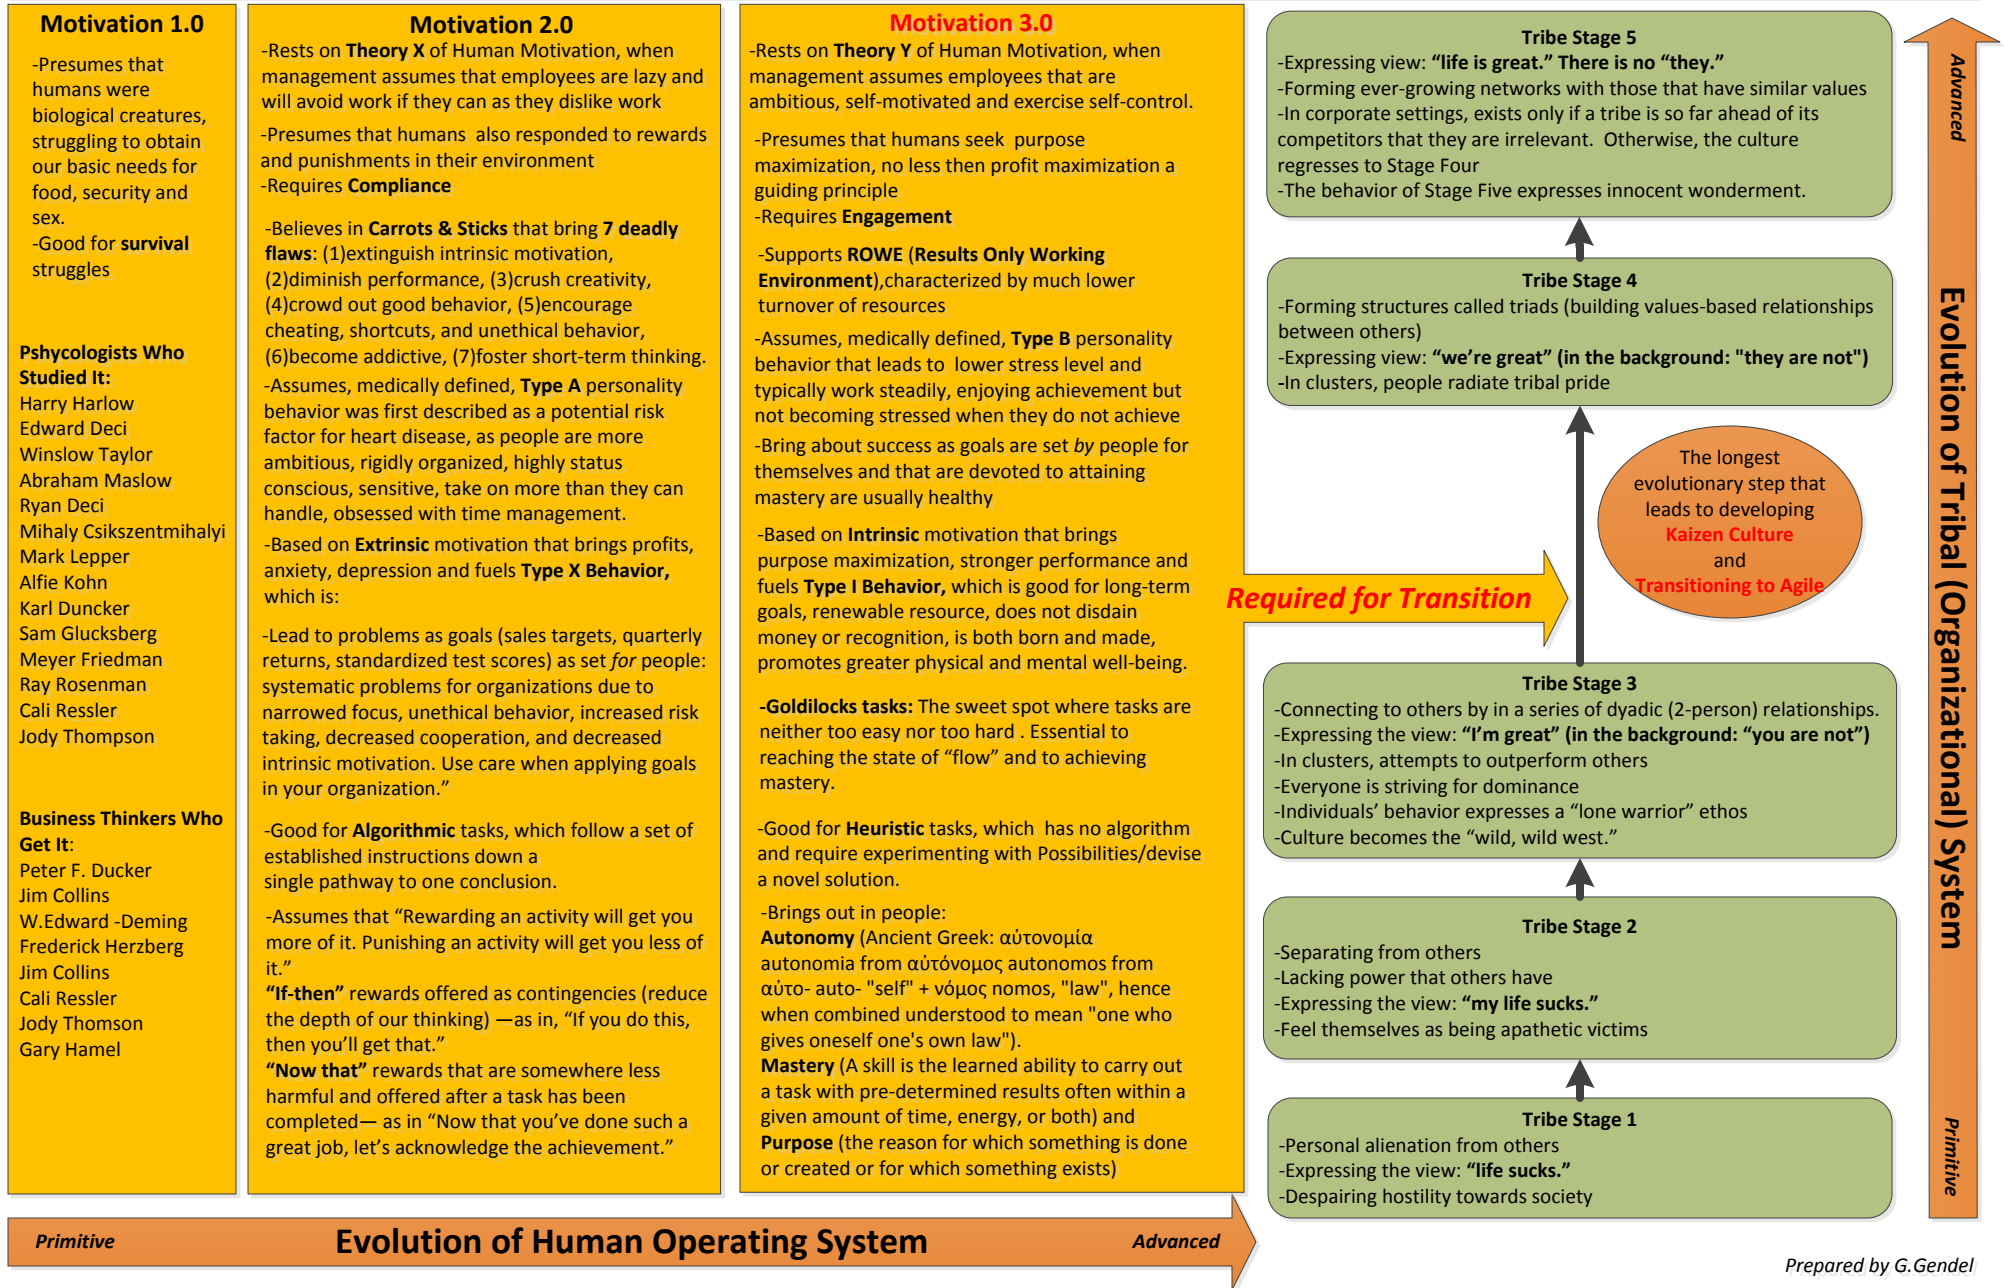 Motivation 1.0
-Presumes that
humans were
biological creatures,
struggling to obtain
our basic needs for
food, security and
sex.
-Good for survival
struggles
Pshycologists Who
Studied It:
Harry Harlow
Edward Deci
Winslow Taylor
Abraham Maslow
Ryan Deci
Mihaly Csikszentmihalyi
Mark Lepper
Alfie Kohn
Karl Duncker
Sam Glucksberg
Meyer Friedman
Ray Rosenman
Cali Ressler
Jody Thompson
Business Thinkers Who
Get It:
Peter F. Ducker
Jim Collins
W.Edward -Deming
Frederick Herzberg
Jim Collins
Cali Ressler
Jody Thomson
Gary Hamel
Motivation 2.0
-Rests on Theory X of Human Motivation, when
management assumes that employees are lazy and
will avoid work if they can as they dislike work
-Presumes that humans also responded to rewards
and punishments in their environment
-Requires Compliance
-Believes in Carrots & Sticks that bring 7 deadly
flaws: (1)extinguish intrinsic motivation,
(2)diminish performance, (3)crush creativity,
(4)crowd out good behavior, (5)encourage
cheating, shortcuts, and unethical behavior,
(6)become addictive, (7)foster short-term thinking.
-Assumes, medically defined, Type A personality
behavior was first described as a potential risk
factor for heart disease, as people are more
ambitious, rigidly organized, highly status
conscious, sensitive, take on more than they can
handle, obsessed with time management.
-Based on Extrinsic motivation that brings profits,
anxiety, depression and fuels Type X Behavior,
which is:
-Lead to problems as goals (sales targets, quarterly
returns, standardized test scores) as set for people:
systematic problems for organizations due to
narrowed focus, unethical behavior, increased risk
taking, decreased cooperation, and decreased
intrinsic motivation. Use care when applying goals
in your organization.”
-Good for Algorithmic tasks, which follow a set of
established instructions down a
single pathway to one conclusion.
-Assumes that “Rewarding an activity will get you
more of it. Punishing an activity will get you less of
it.”
“If-then” rewards offered as contingencies (reduce
the depth of our thinking) —as in, “If you do this,
then you’ll get that.”
“Now that” rewards that are somewhere less
harmful and offered after a task has been
completed— as in “Now that you’ve done such a
great job, let’s acknowledge the achievement.”
Motivation 3.0
-Rests on Theory Y of Human Motivation, when
management assumes employees that are
ambitious, self-motivated and exercise self-control.
-Presumes that humans seek purpose
maximization, no less then profit maximization a
guiding principle
-Requires Engagement
-Supports ROWE (Results Only Working
Environment),characterized by much lower
turnover of resources
-Assumes, medically defined, Type B personality
behavior that leads to lower stress level and
typically work steadily, enjoying achievement but
not becoming stressed when they do not achieve
-Bring about success as goals are set by people for
themselves and that are devoted to attaining
mastery are usually healthy
-Based on Intrinsic motivation that brings
purpose maximization, stronger performance and
fuels Type I Behavior, which is good for long-term
goals, renewable resource, does not disdain
money or recognition, is both born and made,
promotes greater physical and mental well-being.
-Goldilocks tasks: The sweet spot where tasks are
neither too easy nor too hard . Essential to
reaching the state of “flow” and to achieving
mastery.
-Good for Heuristic tasks, which has no algorithm
and require experimenting with Possibilities/devise
a novel solution.
-Brings out in people:
Autonomy (Ancient Greek: αὐτονομία
autonomia from αὐτόνομος autonomos from
αὐτο- auto- "self" + νόμος nomos, "law", hence
when combined understood to mean "one who
gives oneself one's own law").
Mastery (A skill is the learned ability to carry out
a task with pre-determined results often within a
given amount of time, energy, or both) and
Purpose (the reason for which something is done
or created or for which something exists)
Required for Transition
Primitive
Evolution of Human Operating System
Advanced
Tribe Stage 5
-Expressing view: “life is great.” There is no “they.”
-Forming ever-growing networks with those that have similar values
-In corporate settings, exists only if a tribe is so far ahead of its
competitors that they are irrelevant. Otherwise, the culture
regresses to Stage Four
-The behavior of Stage Five expresses innocent wonderment.
Tribe Stage 4
-Forming structures called triads (building values-based relationships
between others)
-Expressing view: “we’re great” (in the background: "they are not")
-In clusters, people radiate tribal pride
The longest
evolutionary step that
leads to developing
Kaizen Culture
and
Transitioning to Agile
Tribe Stage 3
-Connecting to others by in a series of dyadic (2-person) relationships.
-Expressing the view: “I’m great” (in the background: “you are not”)
-In clusters, attempts to outperform others
-Everyone is striving for dominance
-Individuals’ behavior expresses a “lone warrior” ethos
-Culture becomes the “wild, wild west.”
Tribe Stage 2
-Separating from others
-Lacking power that others have
-Expressing the view: “my life sucks.”
-Feel themselves as being apathetic victims
Tribe Stage 1
-Personal alienation from others
-Expressing the view: “life sucks.”
-Despairing hostility towards society
Advanced
Evolution of Tribal (Organizational) System
Primitive
Prepared by G.Gendel